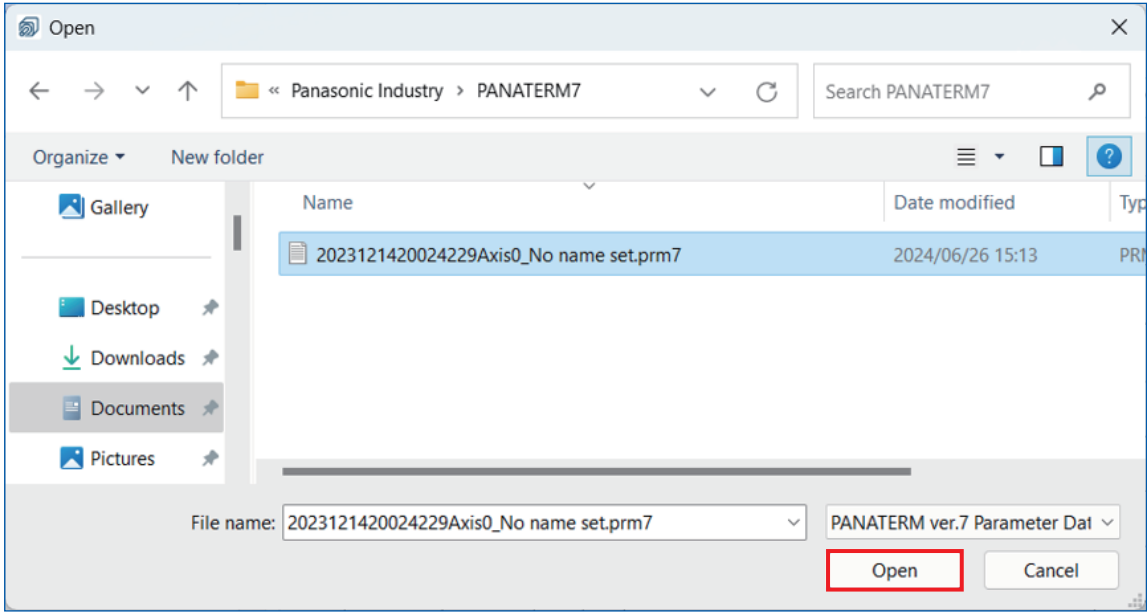 Open
« Panasonic Industry > PANATERM7
Search PANATERM7
Organize
New folder
Gallery
Name
Date modified
Typ
2023121420024229Axis0_No name set.prm7
2024/06/26 15:13
PRM
Desktop
Downloads
Documents
Pictures
File name:
2023121420024229Axis0_No name set.prm7
PANATERM ver.7 Parameter Dat
Open
Cancel